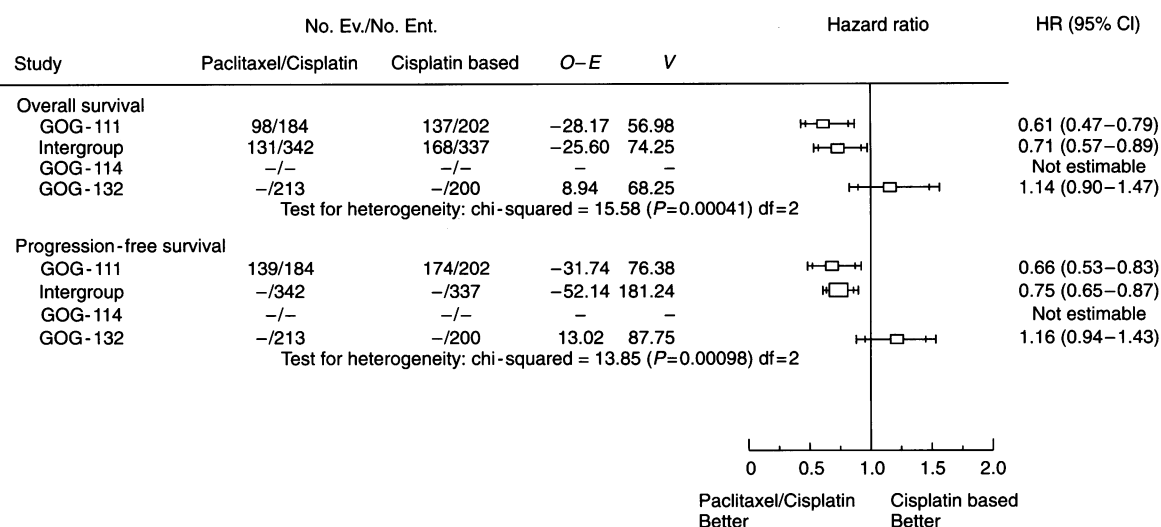 No. Ev./No. Ent. Hazard ratio HR (95% CI)
Study Paclitaxel/Cisplatin Cisplatin based O–E V
Overall survival
GOG-111 98/184 137/202 −28.17 56.98 0.61 (0.47–0.79)
Intergroup 131/342 168/337 −25.60 74.25 0.71 (0.57–0.89)
GOG-114 –/– –/– – – Not estimable
GOG-132 –/213 –/200 8.94 68.25 1.14 (0.90–1.47)
Test for heterogeneity: chi-squared = 15.58 (P=0.00041) df=2
Progression-free survival
GOG-111 139/184 174/202 −31.74 76.38 0.66 (0.53–0.83)
Intergroup –/342 –/337 −52.14 181.24 0.75 (0.65–0.87)
GOG-114 –/– –/– – – Not estimable
GOG-132 –/213 –/200 13.02 87.75 1.16 (0.94–1.43)
Test for heterogeneity: chi-squared = 13.85 (P=0.00098) df=2
0 0.5 1.0 1.5 2.0
Paclitaxel/Cisplatin Cisplatin based
Better Better